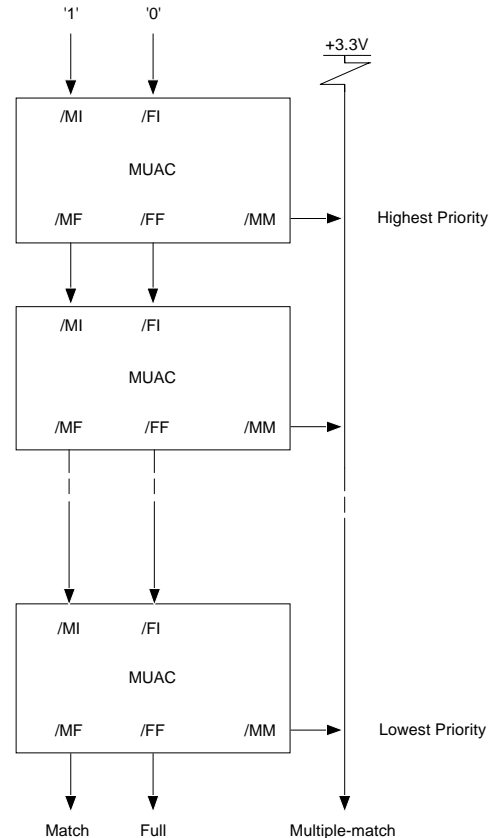 '1' '0'
+3.3V
/MI /FI
MUAC
/MF /FF /MM
Highest Priority
/MI /FI
MUAC
/MF /FF /MM
/MI /FI
MUAC
/MF /FF /MM
Lowest Priority
Match Full Multiple-match